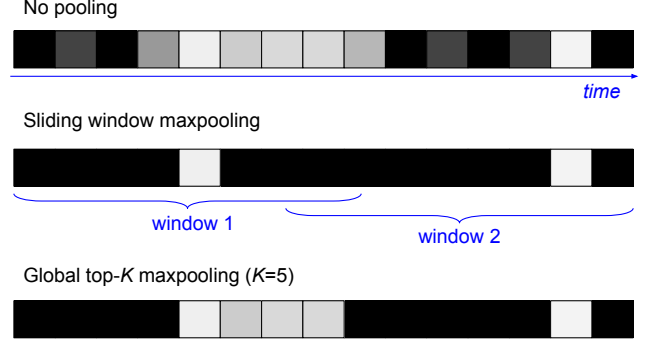 No pooling
time
Sliding window maxpooling
window 1
window 2
Global top-K maxpooling (K=5)